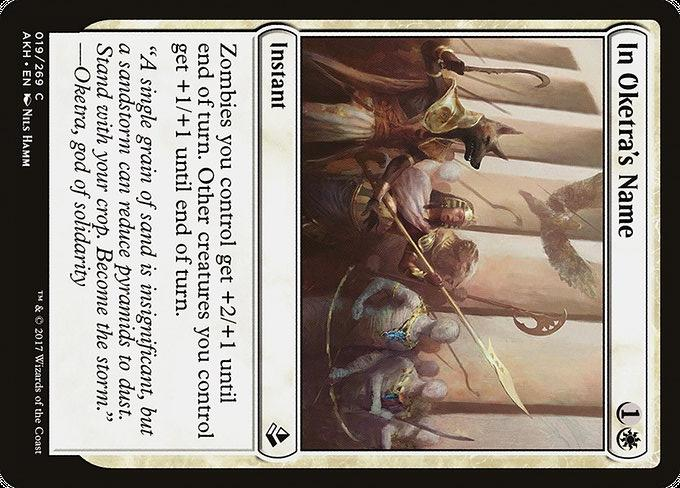 In Oketra's Name
1
Instant
Zombies you control get +2/+1 until
end of turn. Other creatures you control
get +1/+1 until end of turn.
"A single grain of sand is insignificant, but
a sandstorm can reduce pyramids to dust.
Stand with your crop. Become the storm."
—Oketra, god of solidarity
019/269 C
AKH • EN Nils Hamm
™ & © 2017 Wizards of the Coast